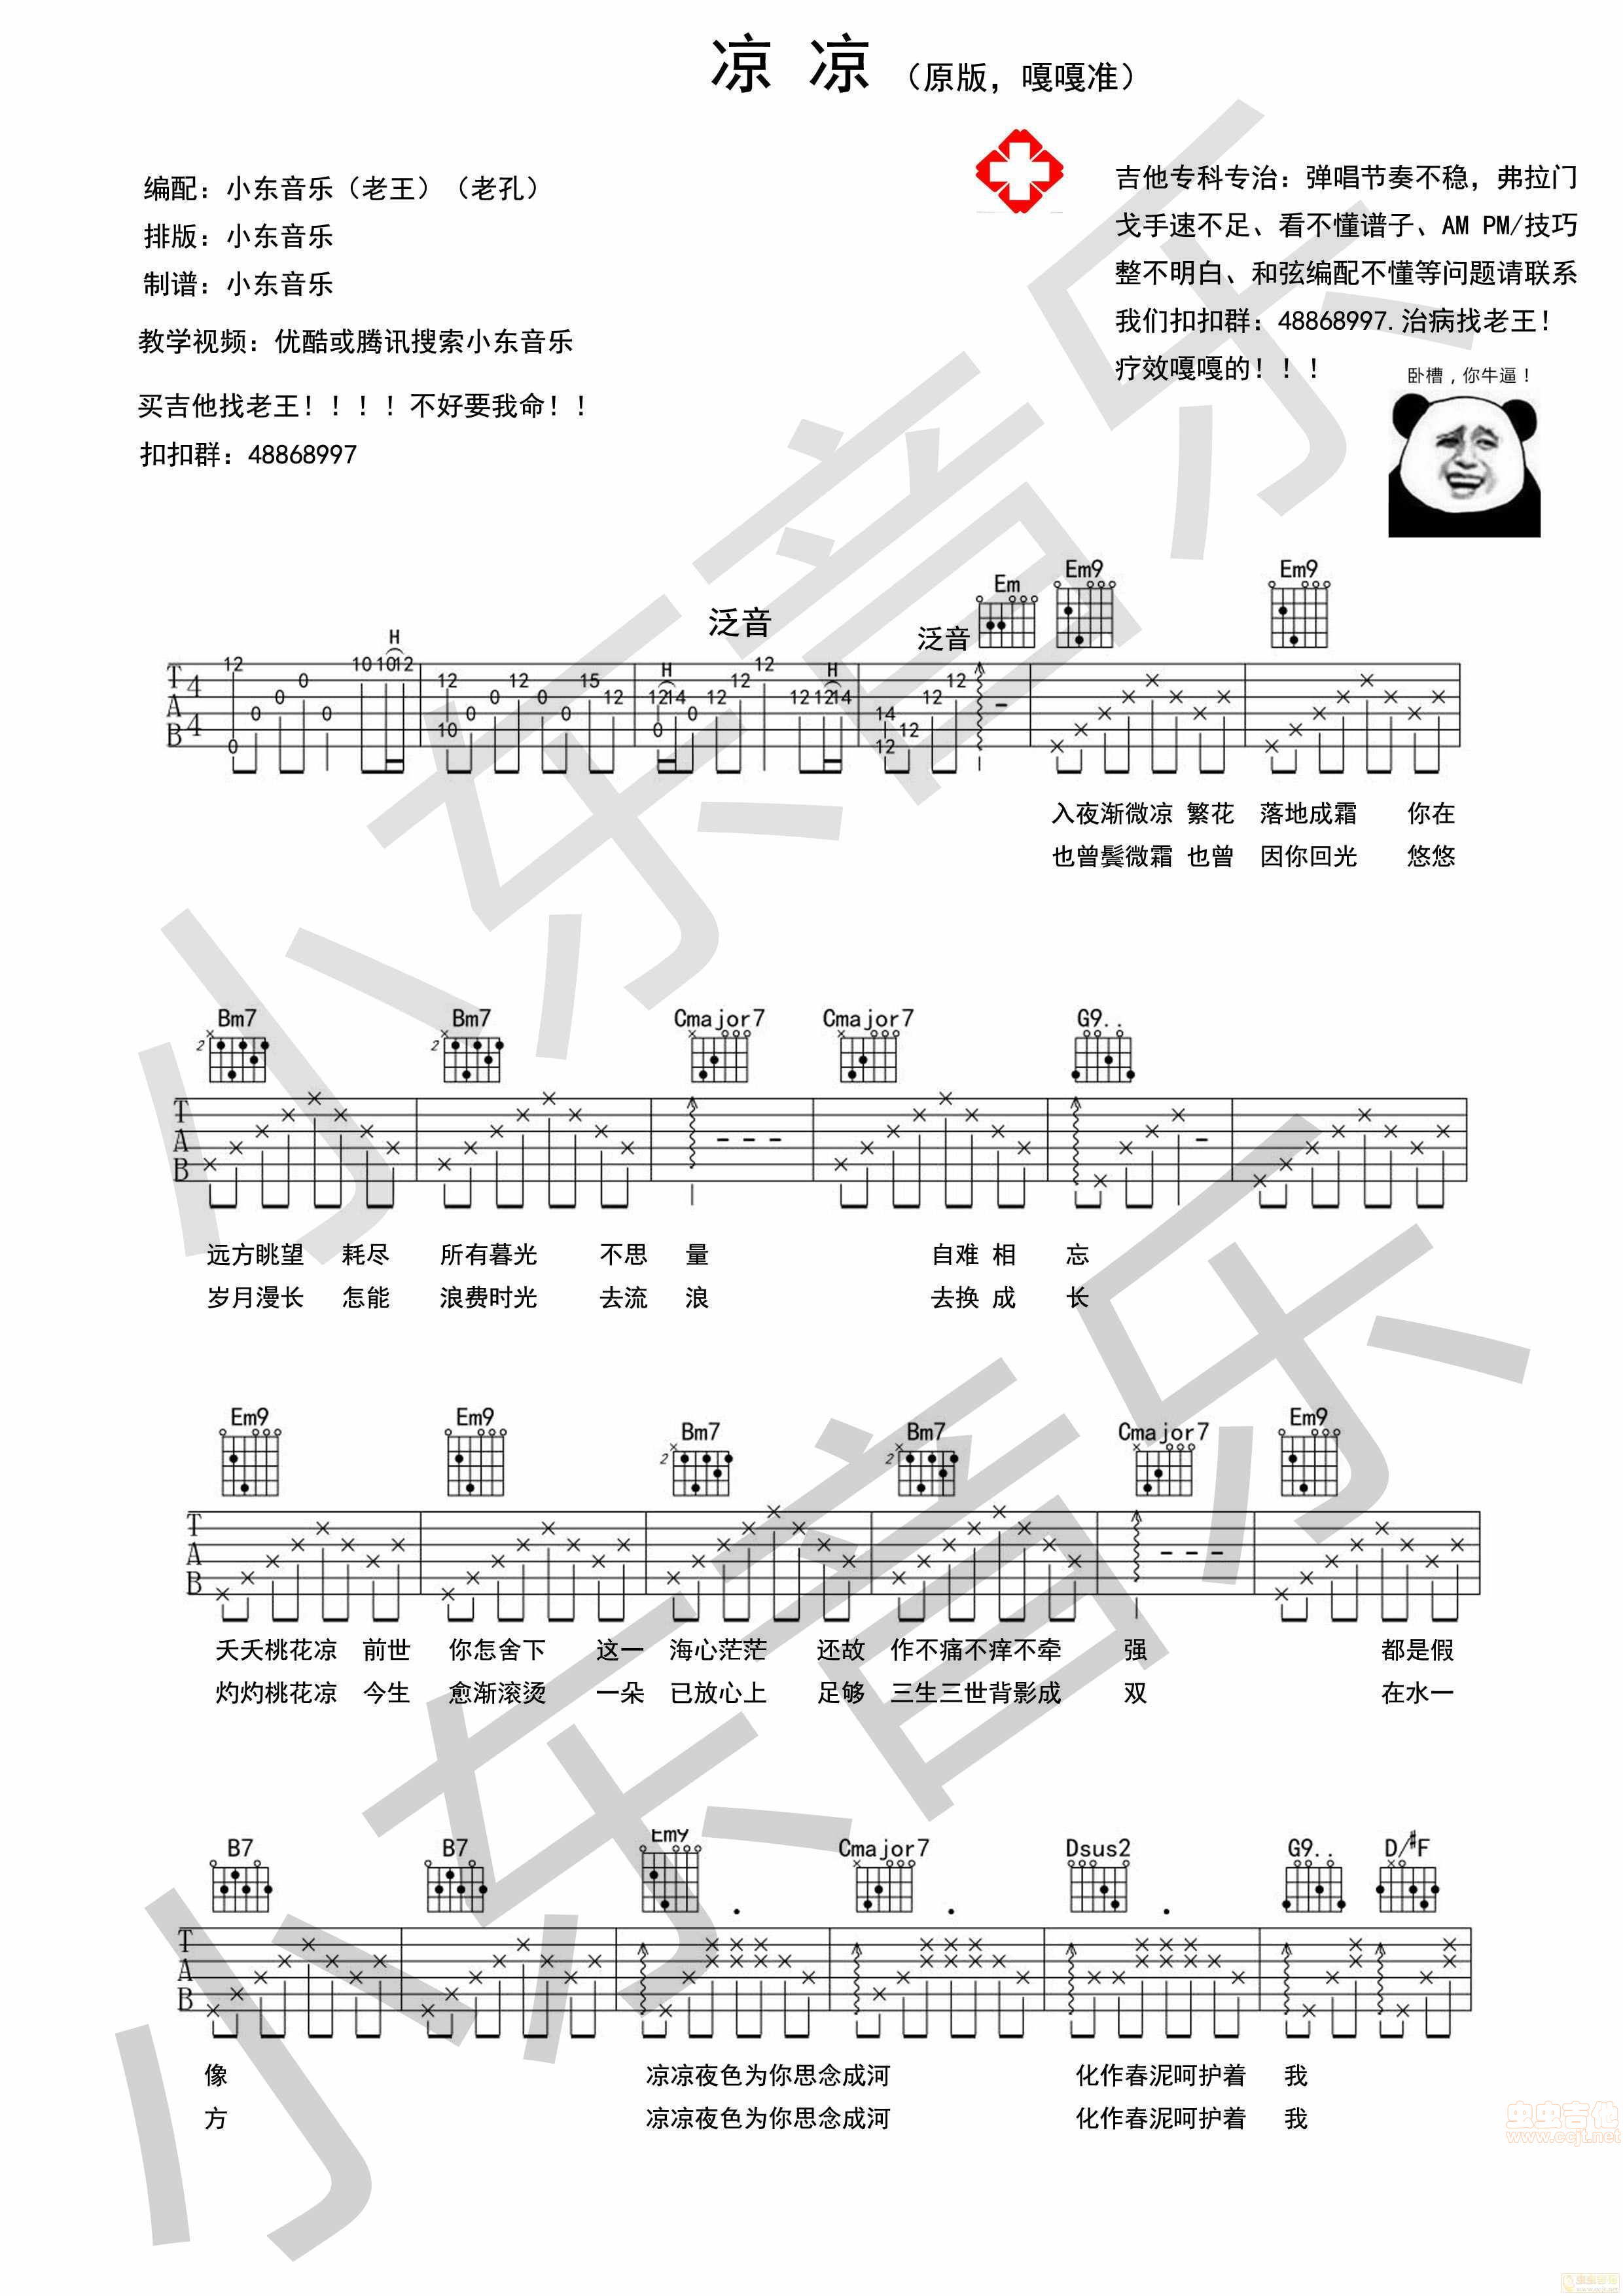 凉 凉 （原版，嘎嘎准）
编配：小东音乐（老王）（老孔）
排版：小东音乐
制谱：小东音乐
教学视频：优酷或腾讯搜索小东音乐
买吉他找老王！！！！不好要我命！！
扣扣群：48868997
吉他专科专治：弹唱节奏不稳，弗拉门
戈手速不足、看不懂谱子、AM PM/技巧
整不明白、和弦编配不懂等问题请联系
我们扣扣群：48868997.治病找老王！
疗效嘎嘎的！！！
卧槽，你牛逼！
泛音 泛音 Em Em9 Em9
H H H
T A B 4 4
12 0 0 0 0 0 10 10 12 12 10 0 0 12 0 0 15 12 12 14 0 0 12 12 12 12 12 14 14 12 12 12 12
入夜渐微凉 繁花 落地成霜 你在
也曾鬓微霜 也曾 因你回光 悠悠
Bm7 Bm7 Cmajor7 Cmajor7 G9..
2 2
T A B
远方眺望 耗尽 所有暮光 不思 量 自难 相 忘
岁月漫长 怎能 浪费时光 去流 浪 去换 成 长
Em9 Em9 Bm7 Bm7 Cmajor7 Em9
2 2
T A B
夭夭桃花凉 前世 你怎舍下 这一 海心茫茫 还故 作不痛不痒不牵 强 都是假
灼灼桃花凉 今生 愈渐滚烫 一朵 已放心上 足够 三生三世背影成 双 在水一
B7 B7 Em9 Cmajor7 Dsus2 G9.. D/#F
T A B
像 凉凉夜色为你思念成河 化作春泥呵护着 我
方 凉凉夜色为你思念成河 化作春泥呵护着 我
小东音乐
小东音乐
虫虫吉他
www.ccjt.net